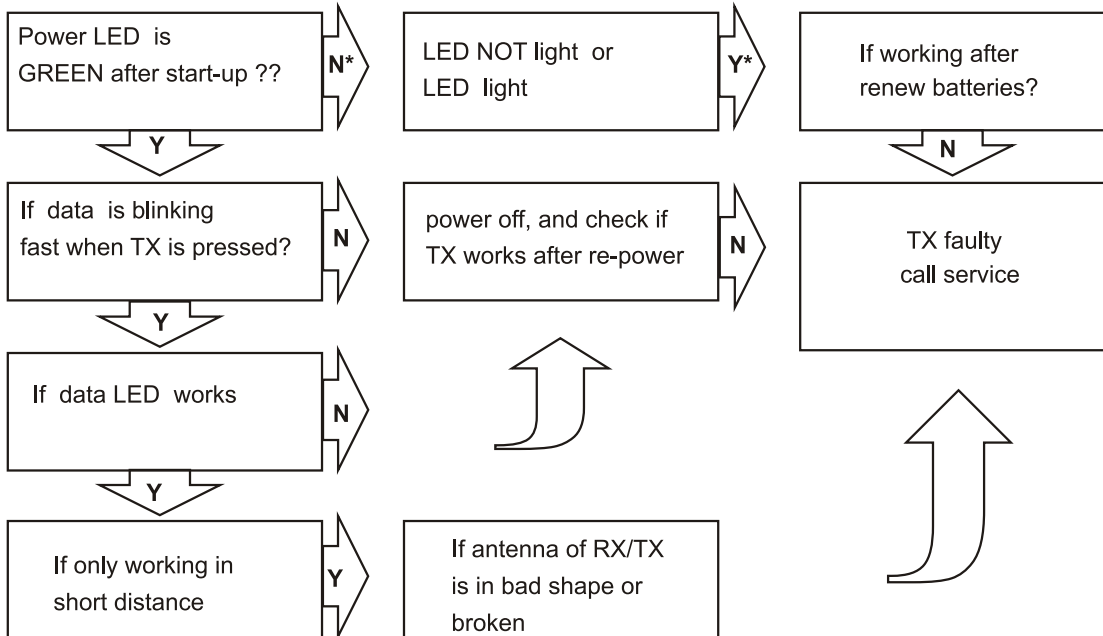 Power LED is
GREEN after start-up ??
N*
LED NOT light or
LED light
Y*
If working after
renew batteries?
Y
N
If data is blinking
fast when TX is pressed?
N
power off, and check if
TX works after re-power
N
TX faulty
call service
Y
If data LED works
N
Y
If only working in
short distance
Y
If antenna of RX/TX
is in bad shape or
broken